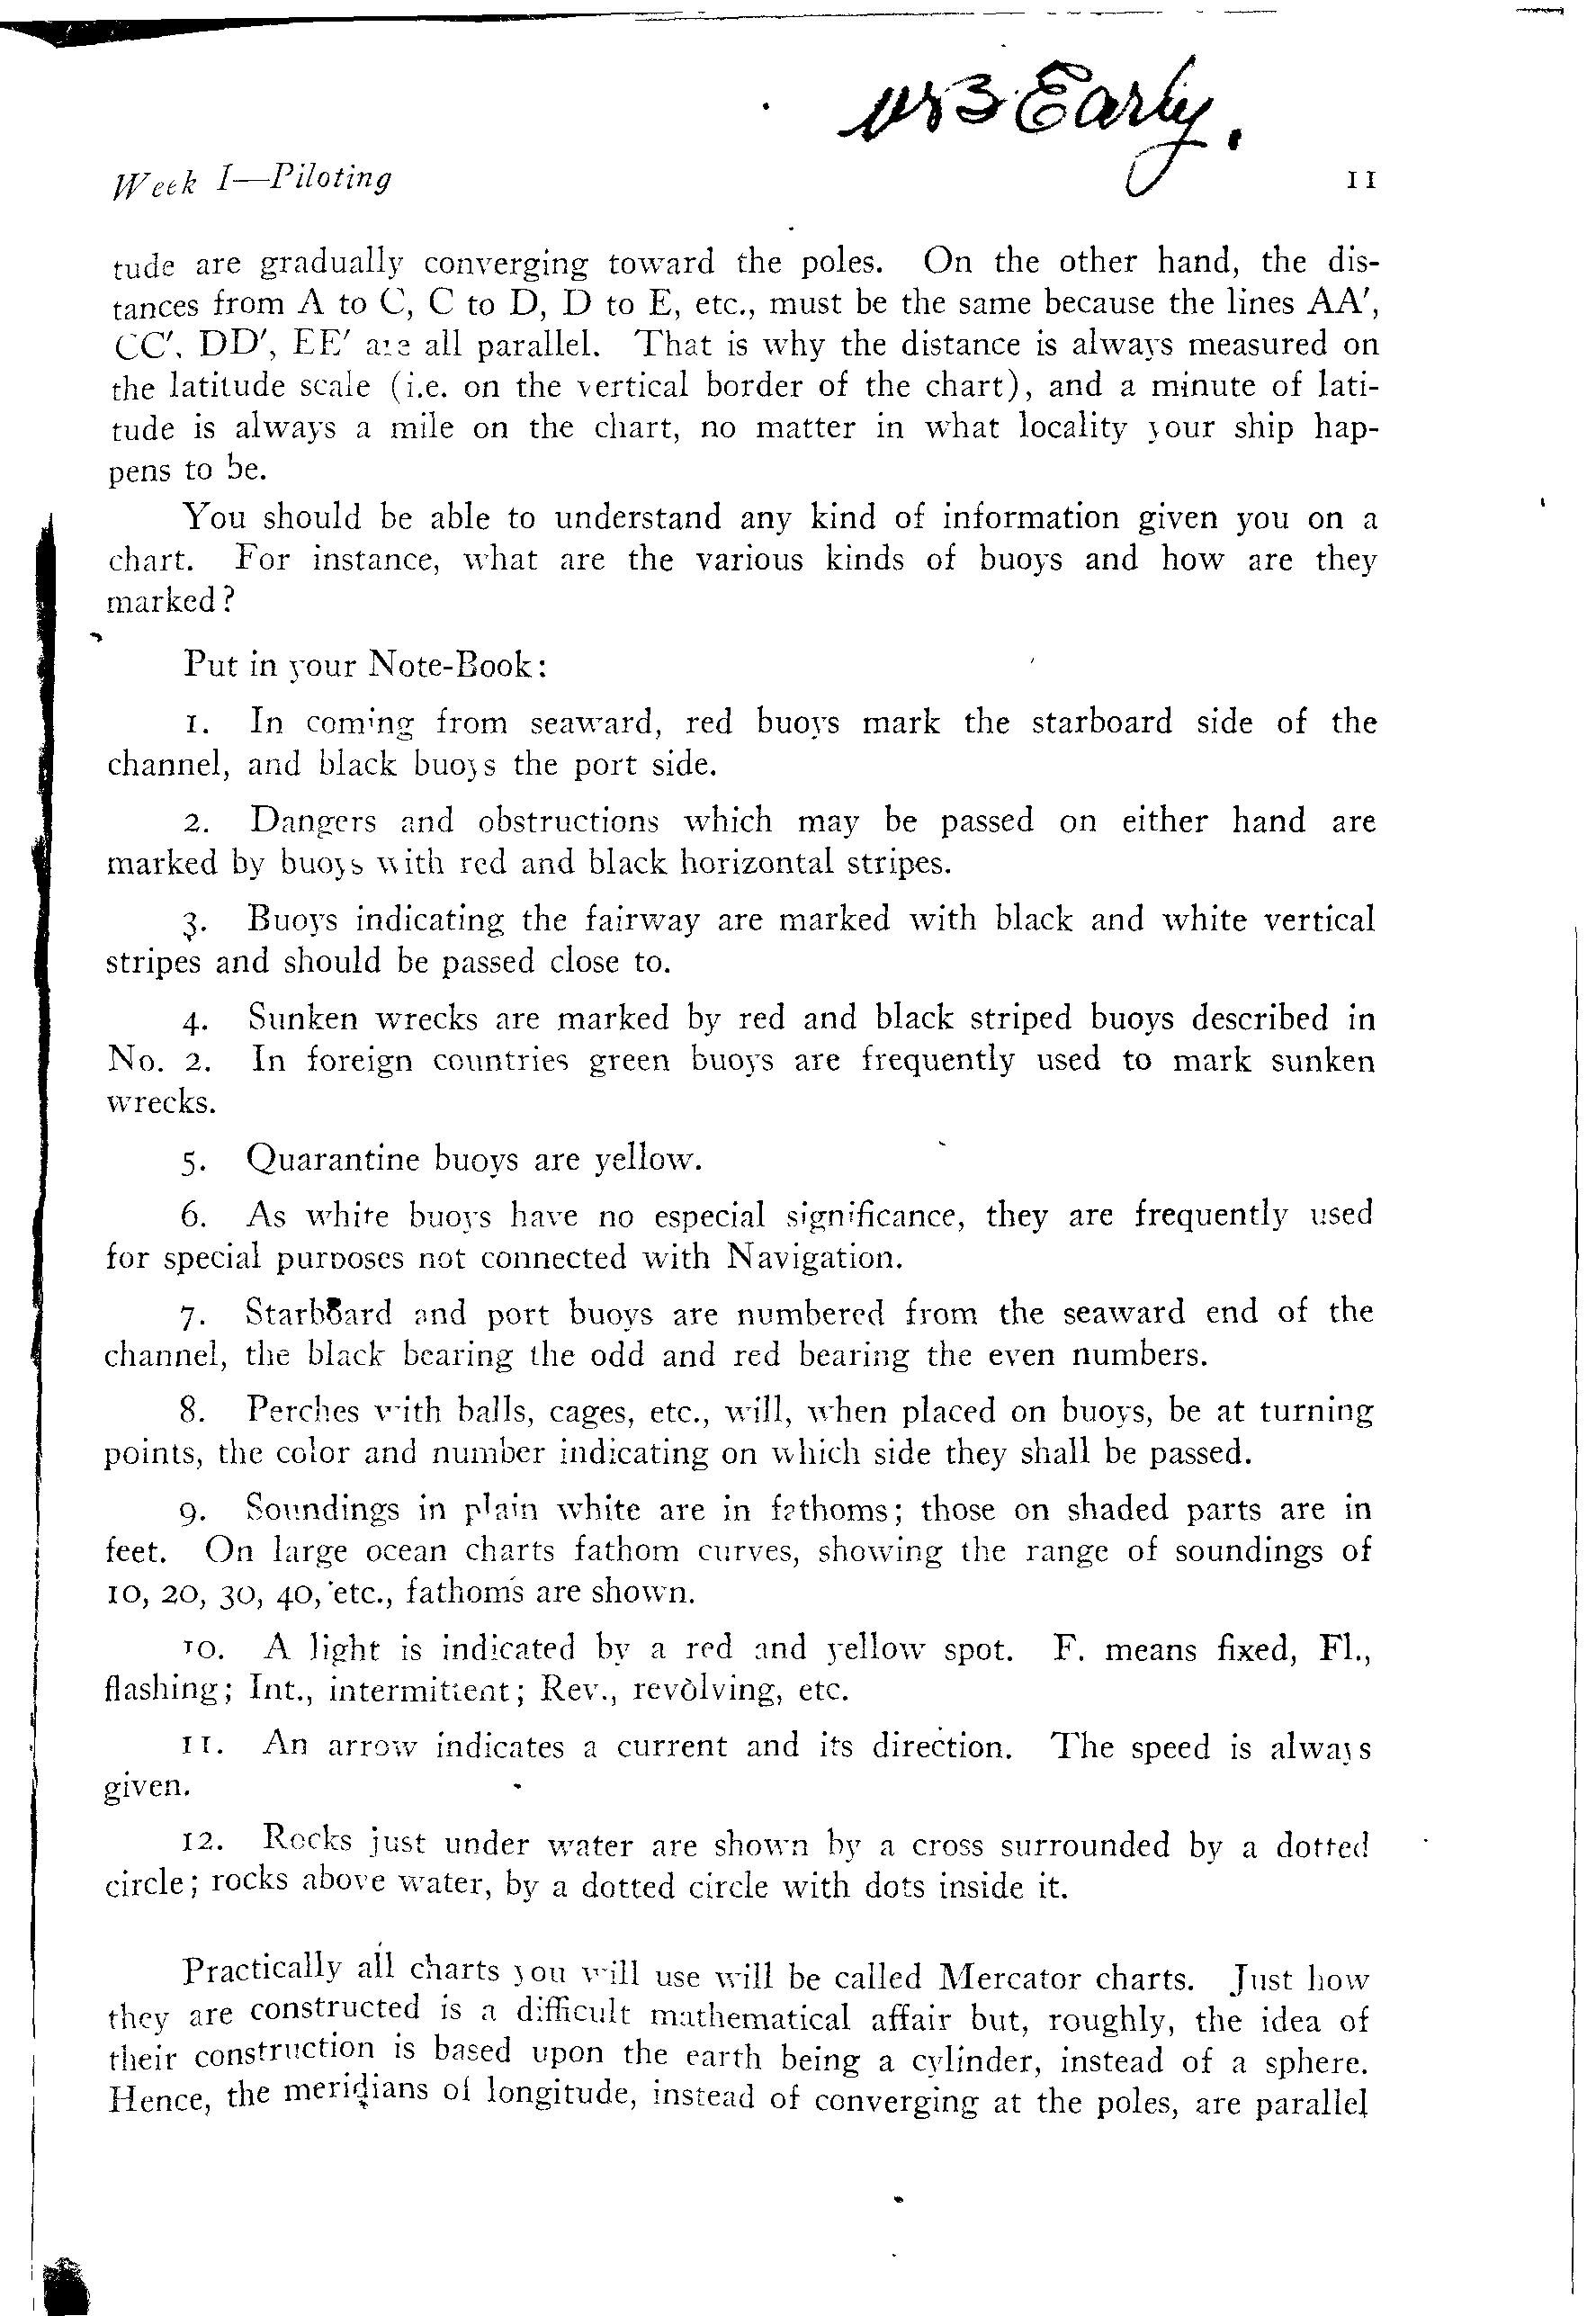 WB Early.
Week I—Piloting 11
tude are gradually converging toward the poles. On the other hand, the dis-
tances from A to C, C to D, D to E, etc., must be the same because the lines AA′,
CC′, DD′, EE′ are all parallel. That is why the distance is always measured on
the latitude scale (i.e. on the vertical border of the chart), and a minute of lati-
tude is always a mile on the chart, no matter in what locality your ship hap-
pens to be.
You should be able to understand any kind of information given you on a
chart. For instance, what are the various kinds of buoys and how are they
marked?
Put in your Note-Book:
1. In coming from seaward, red buoys mark the starboard side of the
channel, and black buoys the port side.
2. Dangers and obstructions which may be passed on either hand are
marked by buoys with red and black horizontal stripes.
3. Buoys indicating the fairway are marked with black and white vertical
stripes and should be passed close to.
4. Sunken wrecks are marked by red and black striped buoys described in
No. 2. In foreign countries green buoys are frequently used to mark sunken
wrecks.
5. Quarantine buoys are yellow.
6. As white buoys have no especial significance, they are frequently used
for special purposes not connected with Navigation.
7. Starboard and port buoys are numbered from the seaward end of the
channel, the black bearing the odd and red bearing the even numbers.
8. Perches with balls, cages, etc., will, when placed on buoys, be at turning
points, the color and number indicating on which side they shall be passed.
9. Soundings in plain white are in fathoms; those on shaded parts are in
feet. On large ocean charts fathom curves, showing the range of soundings of
10, 20, 30, 40, etc., fathoms are shown.
10. A light is indicated by a red and yellow spot. F. means fixed, Fl.,
flashing; Int., intermittent; Rev., revolving, etc.
11. An arrow indicates a current and its direction. The speed is always
given.
12. Rocks just under water are shown by a cross surrounded by a dotted
circle; rocks above water, by a dotted circle with dots inside it.
Practically all charts you will use will be called Mercator charts. Just how
they are constructed is a difficult mathematical affair but, roughly, the idea of
their construction is based upon the earth being a cylinder, instead of a sphere.
Hence, the meridians of longitude, instead of converging at the poles, are parallel